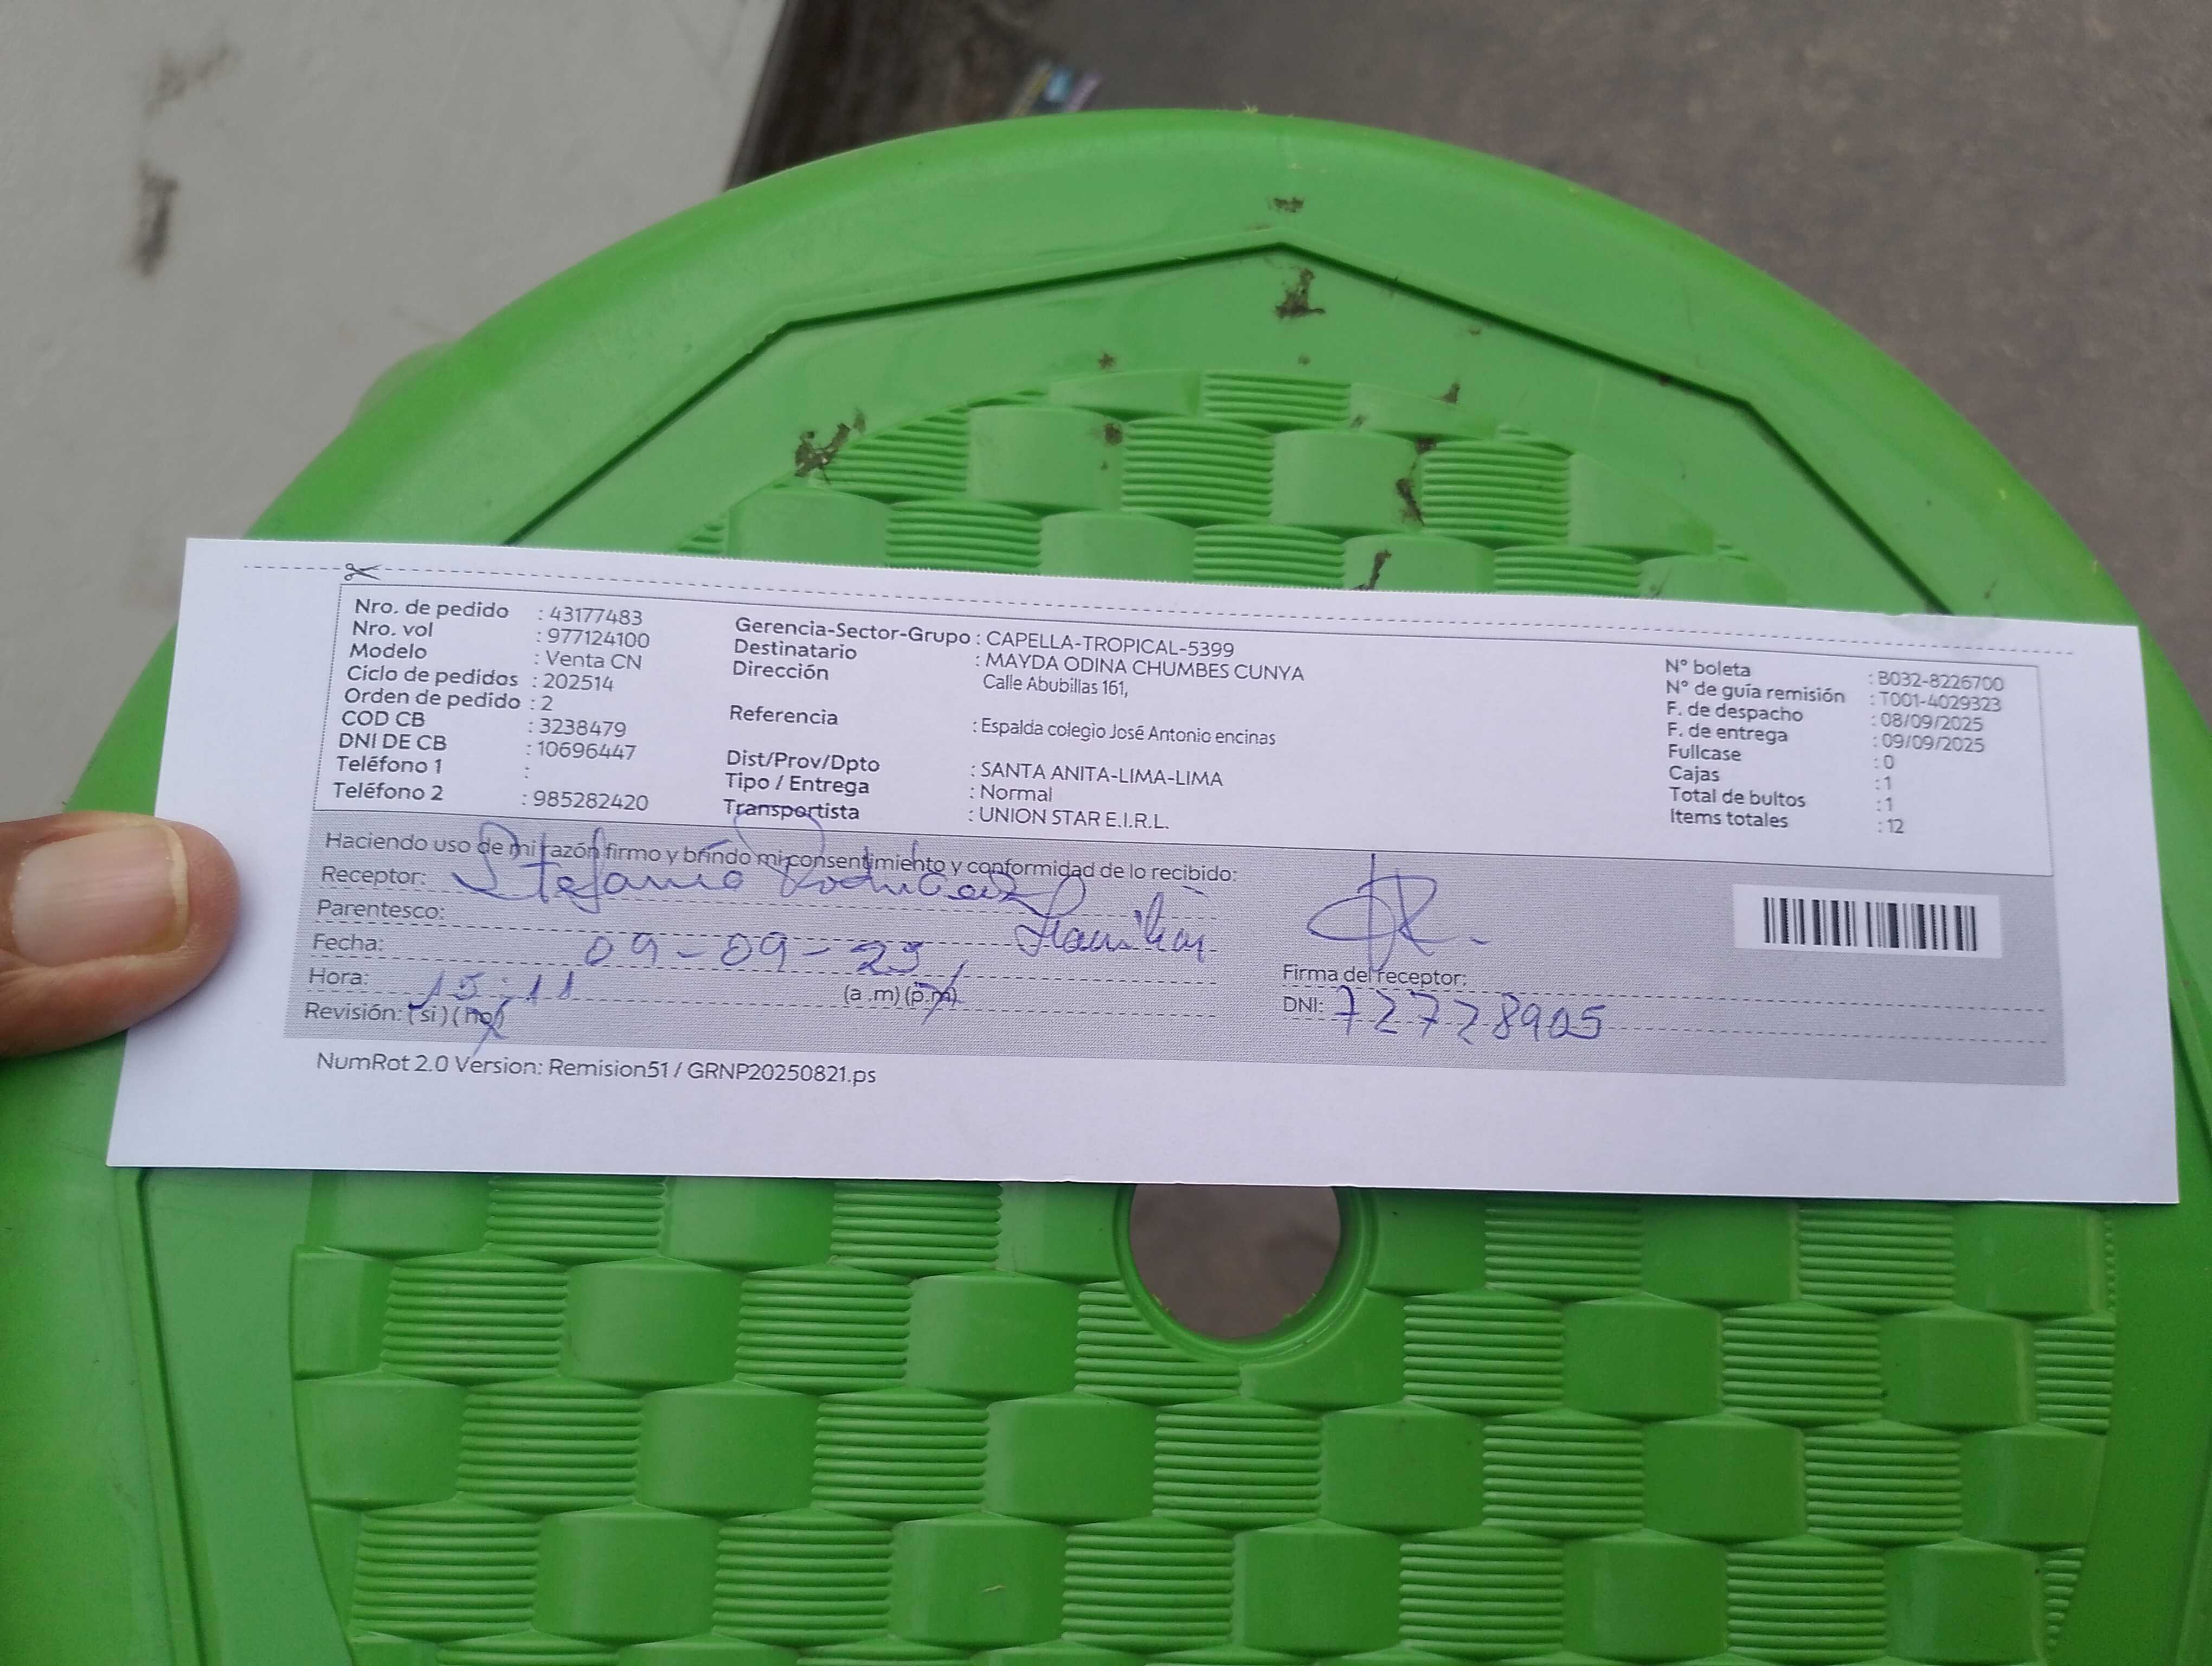 Nro. de pedido : 43177483
Nro. vol : 977124100
Modelo : Venta CN
Ciclo de pedidos : 202514
Orden de pedido : 2
COD CB : 3238479
DNI DE CB : 10696447
Teléfono 1 :
Teléfono 2 : 985282420
Gerencia-Sector-Grupo : CAPELLA-TROPICAL-5399
Destinatario : MAYDA ODINA CHUMBES CUNYA
Dirección Calle Abubillas 161,
Referencia : Espalda colegio José Antonio encinas
Dist/Prov/Dpto : SANTA ANITA-LIMA-LIMA
Tipo / Entrega : Normal
Transportista : UNION STAR E.I.R.L.
N° boleta : B032-8226700
N° de guía remisión : T001-4029323
F. de despacho : 08/09/2025
F. de entrega : 09/09/2025
Fullcase : 0
Cajas : 1
Total de bultos : 1
Items totales : 12
Haciendo uso de mi razón firmo y brindo mi consentimiento y conformidad de lo recibido:
Receptor: Stefania Rodriguez
Parentesco: Familiar
Fecha: 09-09-25
Hora: 15:11 (a .m) (p.m)
Revisión: (si) (no)
Firma del receptor:
DNI: 72728905
NumRot 2.0 Version: Remision51 / GRNP20250821.ps